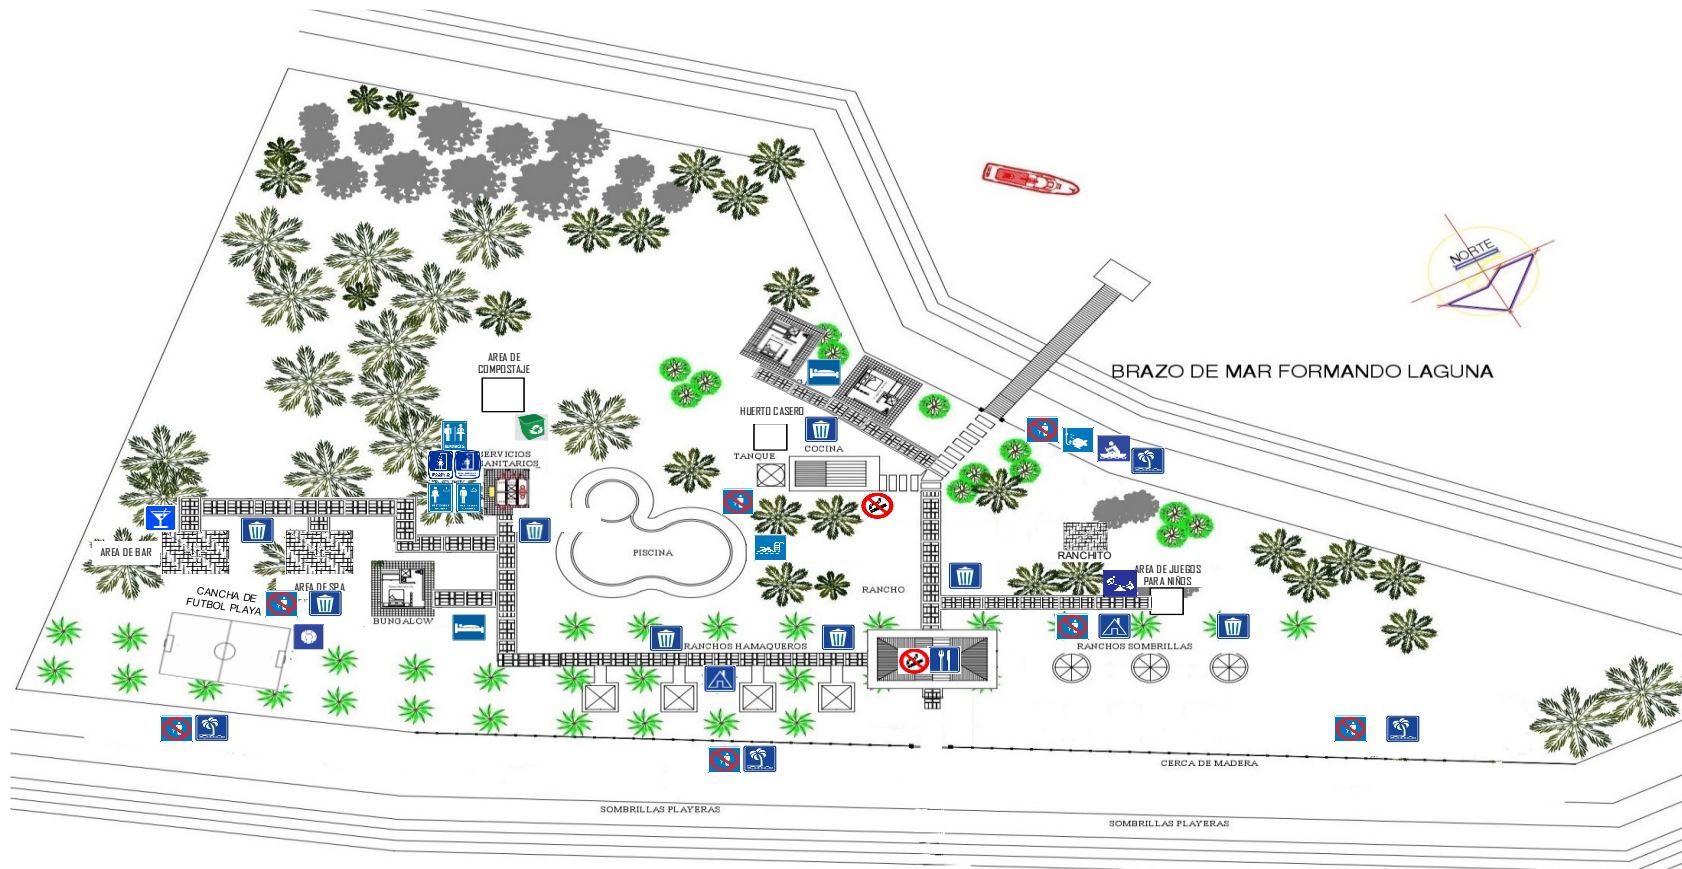 NORTE
BRAZO DE MAR FORMANDO LAGUNA
AREA DE
COMPOSTAJE
HUERTO CASERO
COCINA
TANQUE
SERVICIOS
SANITARIOS
PISCINA
AREA DE BAR
AREA DE SPA
CANCHA DE
FUTBOL PLAYA
BUNGALOW
RANCHO
RANCHITO
AREA DE JUEGOS
PARA NIÑOS
RANCHOS HAMAQUEROS
RANCHOS SOMBRILLAS
CERCA DE MADERA
SOMBRILLAS PLAYERAS
SOMBRILLAS PLAYERAS